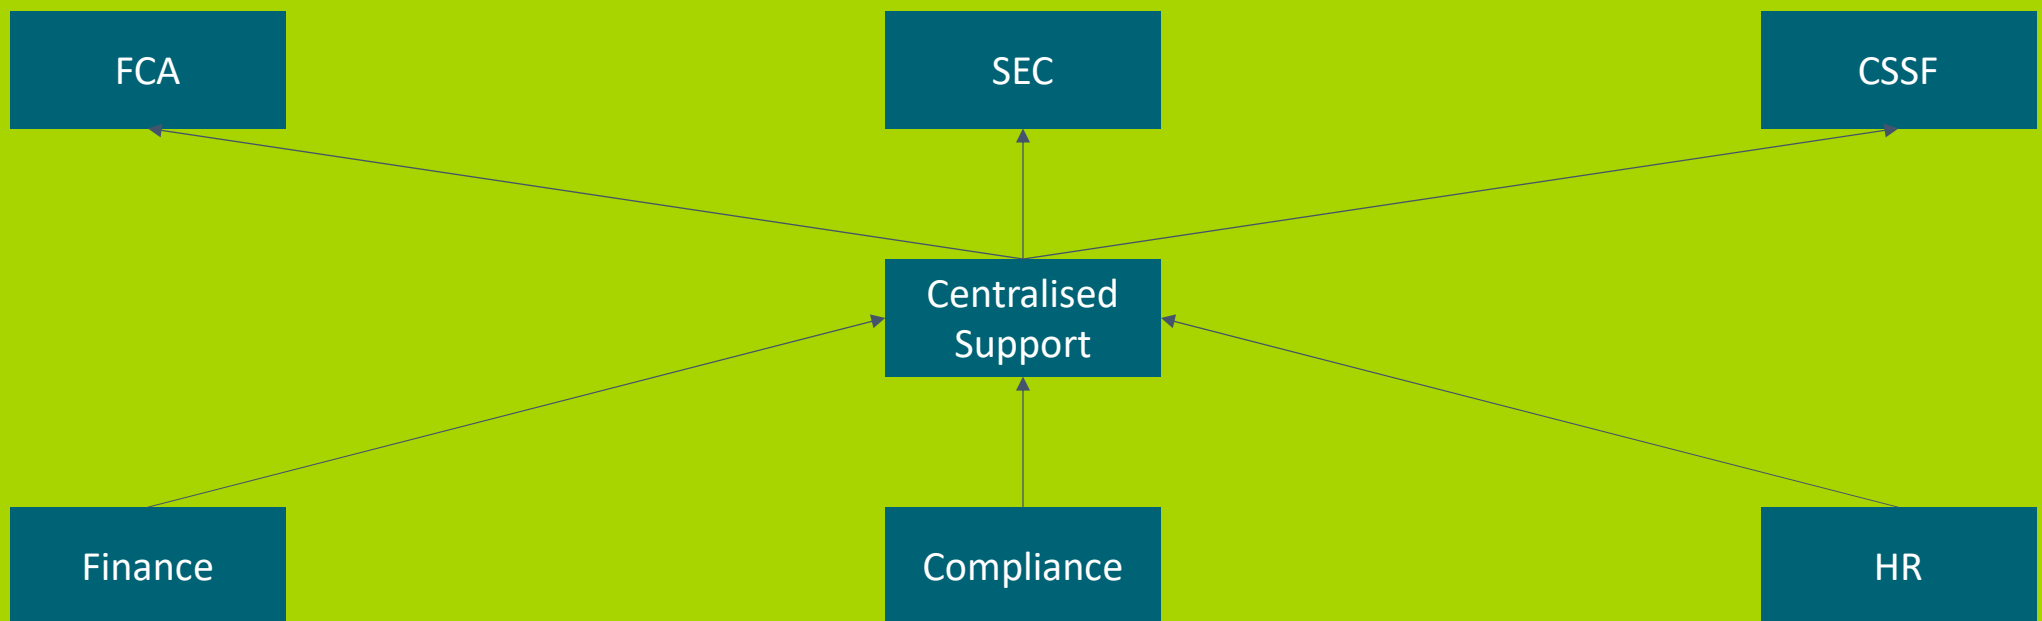 FCA
SEC
CSSF
Centralised
Support
Finance
Compliance
HR